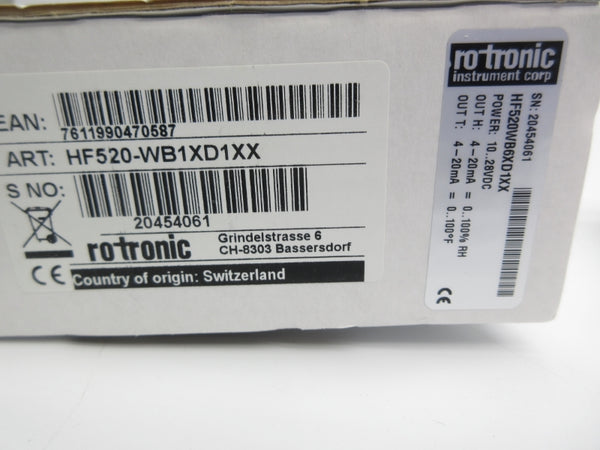 EAN:
7611990470587
ART: HF520-WB1XD1XX
S NO:
20454061
rotronic
Grindelstrasse 6
CH-8303 Bassersdorf
CE
Country of origin: Switzerland
rotronic
instrument corp
SN: 20454061
HF520WB6XD1XX
POWER: 10..28VDC
OUT H: 4-20mA = 0..100% RH
OUT T: 4-20mA = 0..100°F
CE